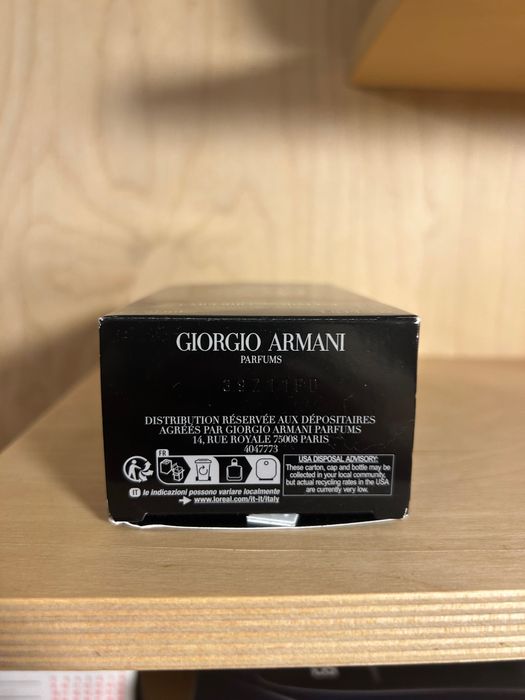 GIORGIO ARMANI
PARFUMS
DISTRIBUTION RÉSERVÉE AUX DÉPOSITAIRES
AGRÉÉS PAR GIORGIO ARMANI PARFUMS
14, RUE ROYALE 75008 PARIS
4047773
FR
USA DISPOSAL ADVISORY:
These carton, cap and bottle may be
collected in your local community,
but actual recycling rates in the USA
are currently very low.
IT le indicazioni possono variare localmente
www.loreal.com/it-it/italy